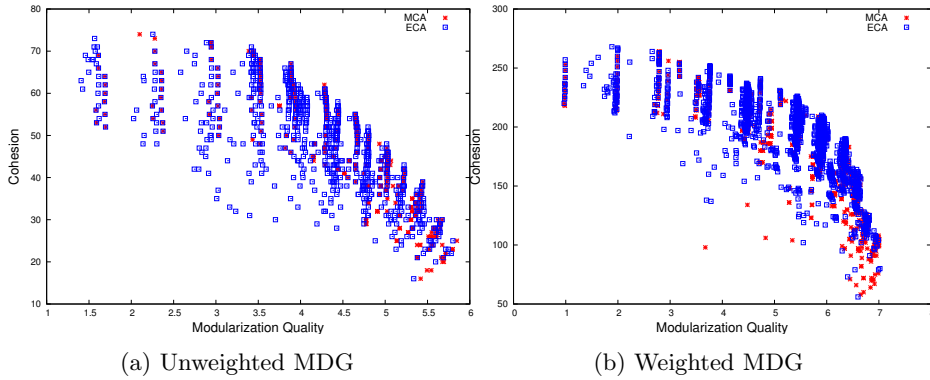 80
70
60
50
40
30
20
10
Cohesion
MCA
ECA
1 1.5 2 2.5 3 3.5 4 4.5 5 5.5 6
Modularization Quality
(a) Unweighted MDG
300
250
200
150
100
50
Cohesion
MCA
ECA
0 1 2 3 4 5 6 7
Modularization Quality
(b) Weighted MDG